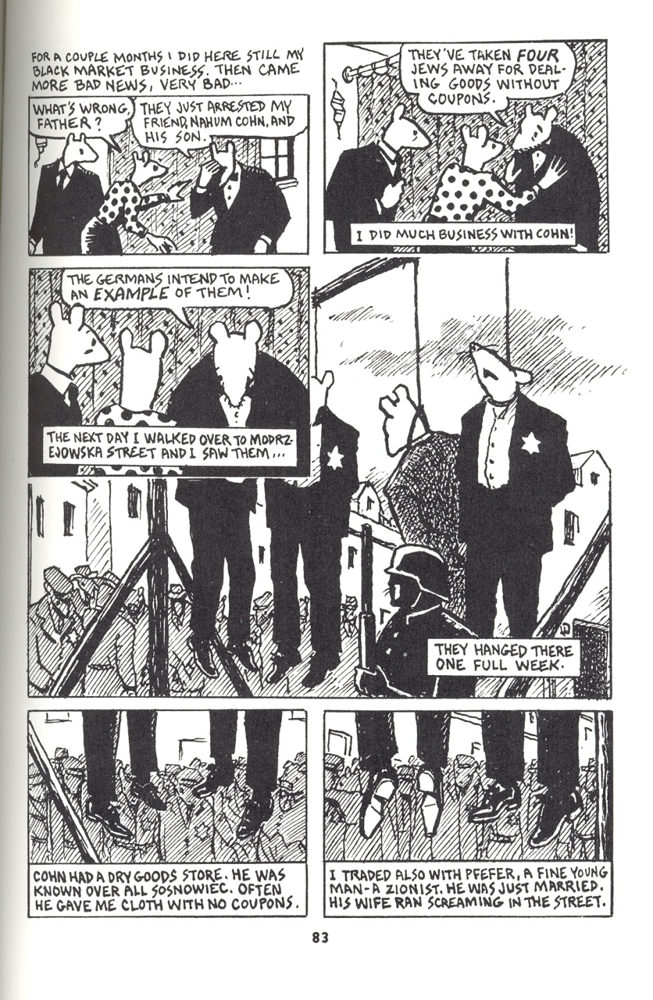 FOR A COUPLE MONTHS I DID HERE STILL MY
BLACK MARKET BUSINESS. THEN CAME
MORE BAD NEWS, VERY BAD...
WHAT'S WRONG,
FATHER?
THEY JUST ARRESTED MY
FRIEND, NAHUM COHN, AND
HIS SON.
THEY'VE TAKEN FOUR
JEWS AWAY FOR DEAL-
ING GOODS WITHOUT
COUPONS.
I DID MUCH BUSINESS WITH COHN!
THE GERMANS INTEND TO MAKE
AN EXAMPLE OF THEM!
THE NEXT DAY I WALKED OVER TO MODRZ-
EJOWSKA STREET AND I SAW THEM...
THEY HANGED THERE
ONE FULL WEEK.
COHN HAD A DRY GOODS STORE. HE WAS
KNOWN OVER ALL SOSNOWIEC. OFTEN
HE GAVE ME CLOTH WITH NO COUPONS.
I TRADED ALSO WITH PFEFER, A FINE YOUNG
MAN-A ZIONIST. HE WAS JUST MARRIED.
HIS WIFE RAN SCREAMING IN THE STREET.
83